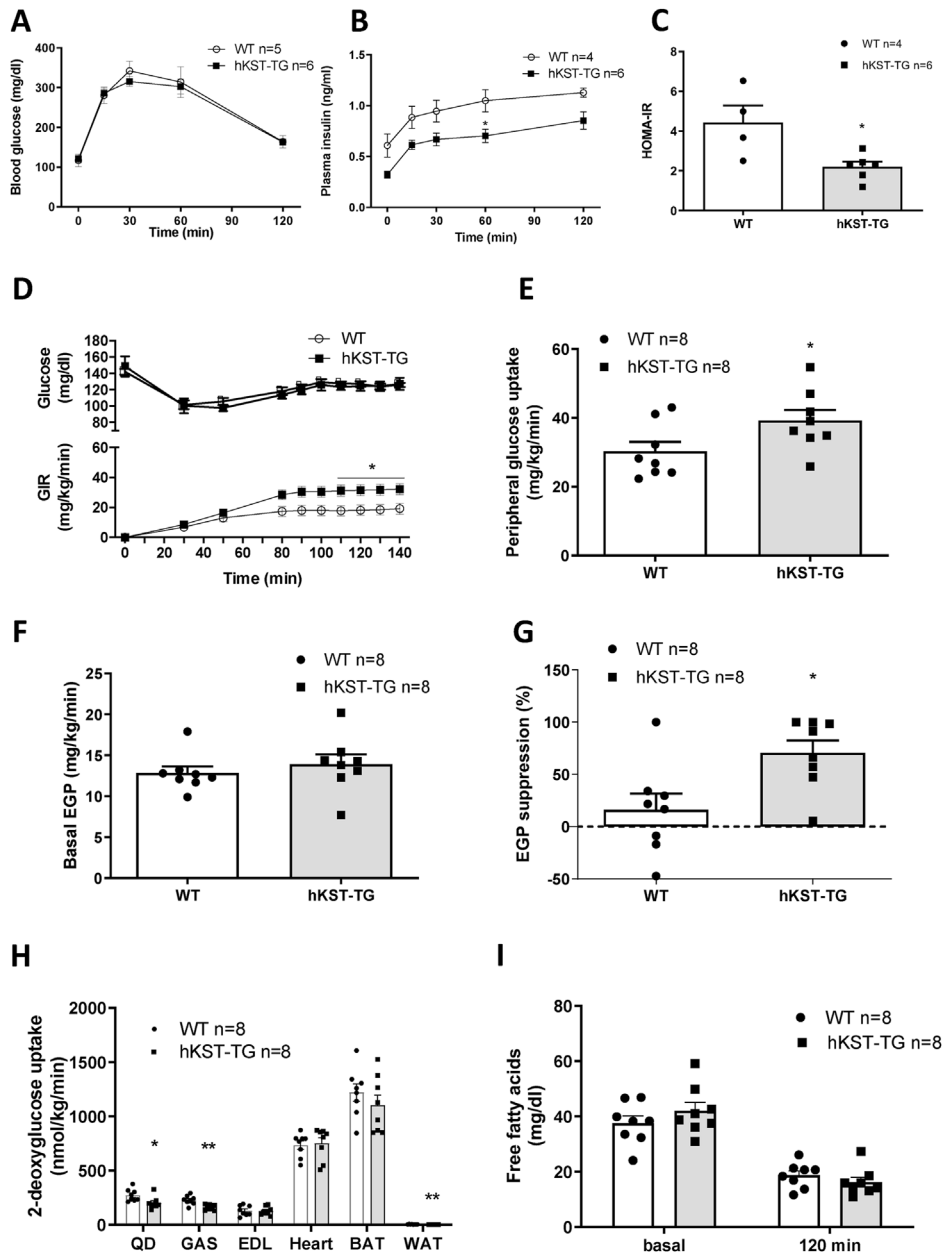 A
WT n=5
hKST-TG n=6
Blood glucose (mg/dl)
400
300
200
100
0
0 30 60 90 120
Time (min)
B
WT n=4
hKST-TG n=6
Plasma insulin (ng/ml)
1.5
1.0
0.5
0.0
*
0 30 60 90 120
Time (min)
C
WT n=4
hKST-TG n=6
HOMA-IR
6
4
2
0
*
WT hKST-TG
D
WT
hKST-TG
Glucose
(mg/dl)
180
160
140
120
100
80
GIR
(mg/kg/min)
60
40
20
0
*
0 20 40 60 80 100 120 140
Time (min)
E
WT n=8
hKST-TG n=8
Peripheral glucose uptake
(mg/kg/min)
60
40
20
0
*
WT hKST-TG
F
WT n=8
hKST-TG n=8
Basal EGP (mg/kg/min)
25
20
15
10
5
0
WT hKST-TG
G
WT n=8
hKST-TG n=8
EGP suppression (%)
150
100
50
0
-50
*
WT hKST-TG
H
WT n=8
hKST-TG n=8
2-deoxyglucose uptake
(nmol/kg/min)
2000
1500
1000
500
0
* ** **
QD GAS EDL Heart BAT WAT
I
WT n=8
hKST-TG n=8
Free fatty acids
(mg/dl)
80
60
40
20
0
basal 120 min